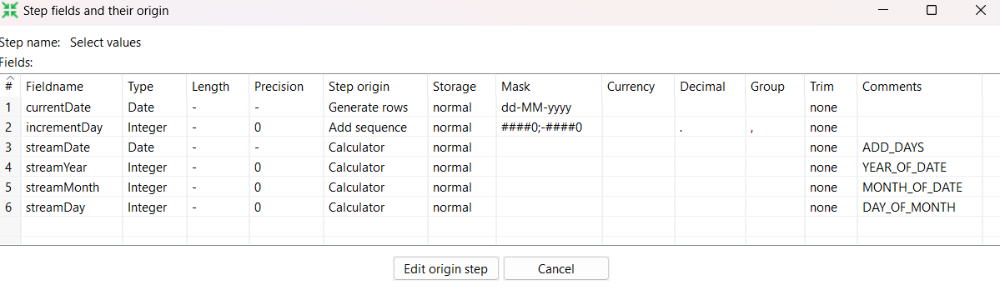 Step fields and their origin
Step name: Select values
Fields:
# Fieldname Type Length Precision Step origin Storage Mask Currency Decimal Group Trim Comments
1 currentDate Date - - Generate rows normal dd-MM-yyyy none
2 incrementDay Integer - 0 Add sequence normal ####0;-####0 . , none
3 streamDate Date - - Calculator normal none ADD_DAYS
4 streamYear Integer - 0 Calculator normal none YEAR_OF_DATE
5 streamMonth Integer - 0 Calculator normal none MONTH_OF_DATE
6 streamDay Integer - 0 Calculator normal none DAY_OF_MONTH
Edit origin step Cancel